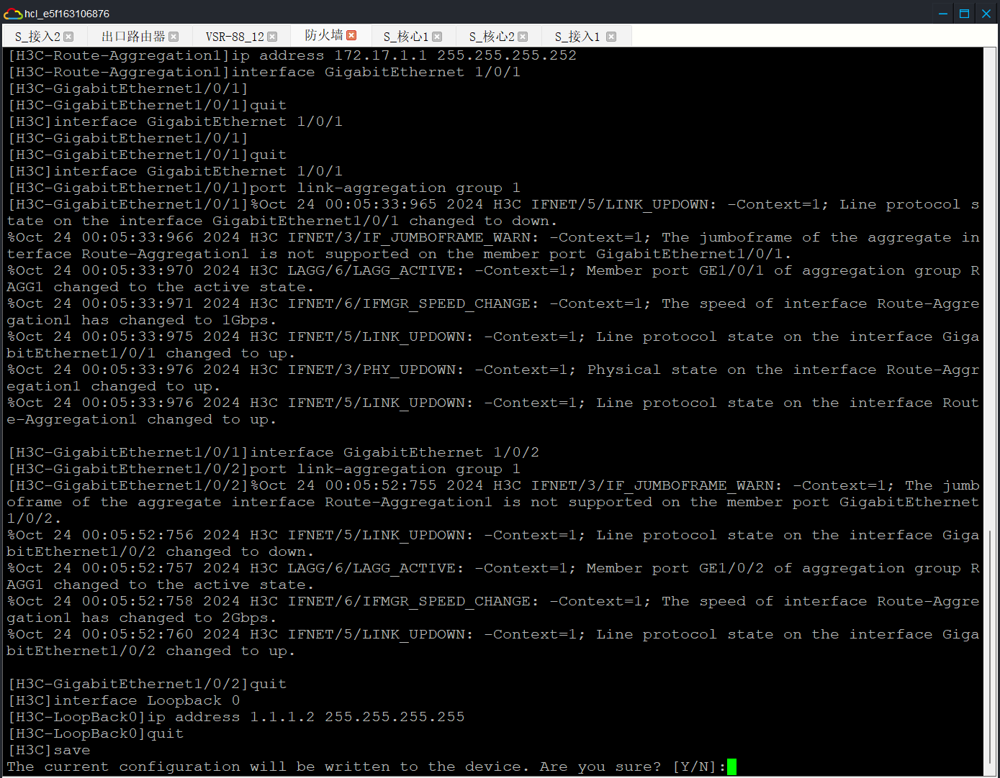 hcl_e5f163106876
S_接入2 出口路由器 VSR-88_12 防火墙 S_核心1 S_核心2 S_接入1
[H3C-Route-Aggregation1]ip address 172.17.1.1 255.255.255.252
[H3C-Route-Aggregation1]interface GigabitEthernet 1/0/1
[H3C-GigabitEthernet1/0/1]
[H3C-GigabitEthernet1/0/1]quit
[H3C]interface GigabitEthernet 1/0/1
[H3C-GigabitEthernet1/0/1]
[H3C-GigabitEthernet1/0/1]quit
[H3C]interface GigabitEthernet 1/0/1
[H3C-GigabitEthernet1/0/1]port link-aggregation group 1
[H3C-GigabitEthernet1/0/1]%Oct 24 00:05:33:965 2024 H3C IFNET/5/LINK_UPDOWN: -Context=1; Line protocol s
tate on the interface GigabitEthernet1/0/1 changed to down.
%Oct 24 00:05:33:966 2024 H3C IFNET/3/IF_JUMBOFRAME_WARN: -Context=1; The jumboframe of the aggregate in
terface Route-Aggregation1 is not supported on the member port GigabitEthernet1/0/1.
%Oct 24 00:05:33:970 2024 H3C LAGG/6/LAGG_ACTIVE: -Context=1; Member port GE1/0/1 of aggregation group R
AGG1 changed to the active state.
%Oct 24 00:05:33:971 2024 H3C IFNET/6/IFMGR_SPEED_CHANGE: -Context=1; The speed of interface Route-Aggre
gation1 has changed to 1Gbps.
%Oct 24 00:05:33:975 2024 H3C IFNET/5/LINK_UPDOWN: -Context=1; Line protocol state on the interface Giga
bitEthernet1/0/1 changed to up.
%Oct 24 00:05:33:976 2024 H3C IFNET/3/PHY_UPDOWN: -Context=1; Physical state on the interface Route-Aggr
egation1 changed to up.
%Oct 24 00:05:33:976 2024 H3C IFNET/5/LINK_UPDOWN: -Context=1; Line protocol state on the interface Rout
e-Aggregation1 changed to up.
[H3C-GigabitEthernet1/0/1]interface GigabitEthernet 1/0/2
[H3C-GigabitEthernet1/0/2]port link-aggregation group 1
[H3C-GigabitEthernet1/0/2]%Oct 24 00:05:52:755 2024 H3C IFNET/3/IF_JUMBOFRAME_WARN: -Context=1; The jumb
oframe of the aggregate interface Route-Aggregation1 is not supported on the member port GigabitEthernet
1/0/2.
%Oct 24 00:05:52:756 2024 H3C IFNET/5/LINK_UPDOWN: -Context=1; Line protocol state on the interface Giga
bitEthernet1/0/2 changed to down.
%Oct 24 00:05:52:757 2024 H3C LAGG/6/LAGG_ACTIVE: -Context=1; Member port GE1/0/2 of aggregation group R
AGG1 changed to the active state.
%Oct 24 00:05:52:758 2024 H3C IFNET/6/IFMGR_SPEED_CHANGE: -Context=1; The speed of interface Route-Aggre
gation1 has changed to 2Gbps.
%Oct 24 00:05:52:760 2024 H3C IFNET/5/LINK_UPDOWN: -Context=1; Line protocol state on the interface Giga
bitEthernet1/0/2 changed to up.
[H3C-GigabitEthernet1/0/2]quit
[H3C]interface Loopback 0
[H3C-LoopBack0]ip address 1.1.1.2 255.255.255.255
[H3C-LoopBack0]quit
[H3C]save
The current configuration will be written to the device. Are you sure? [Y/N]: